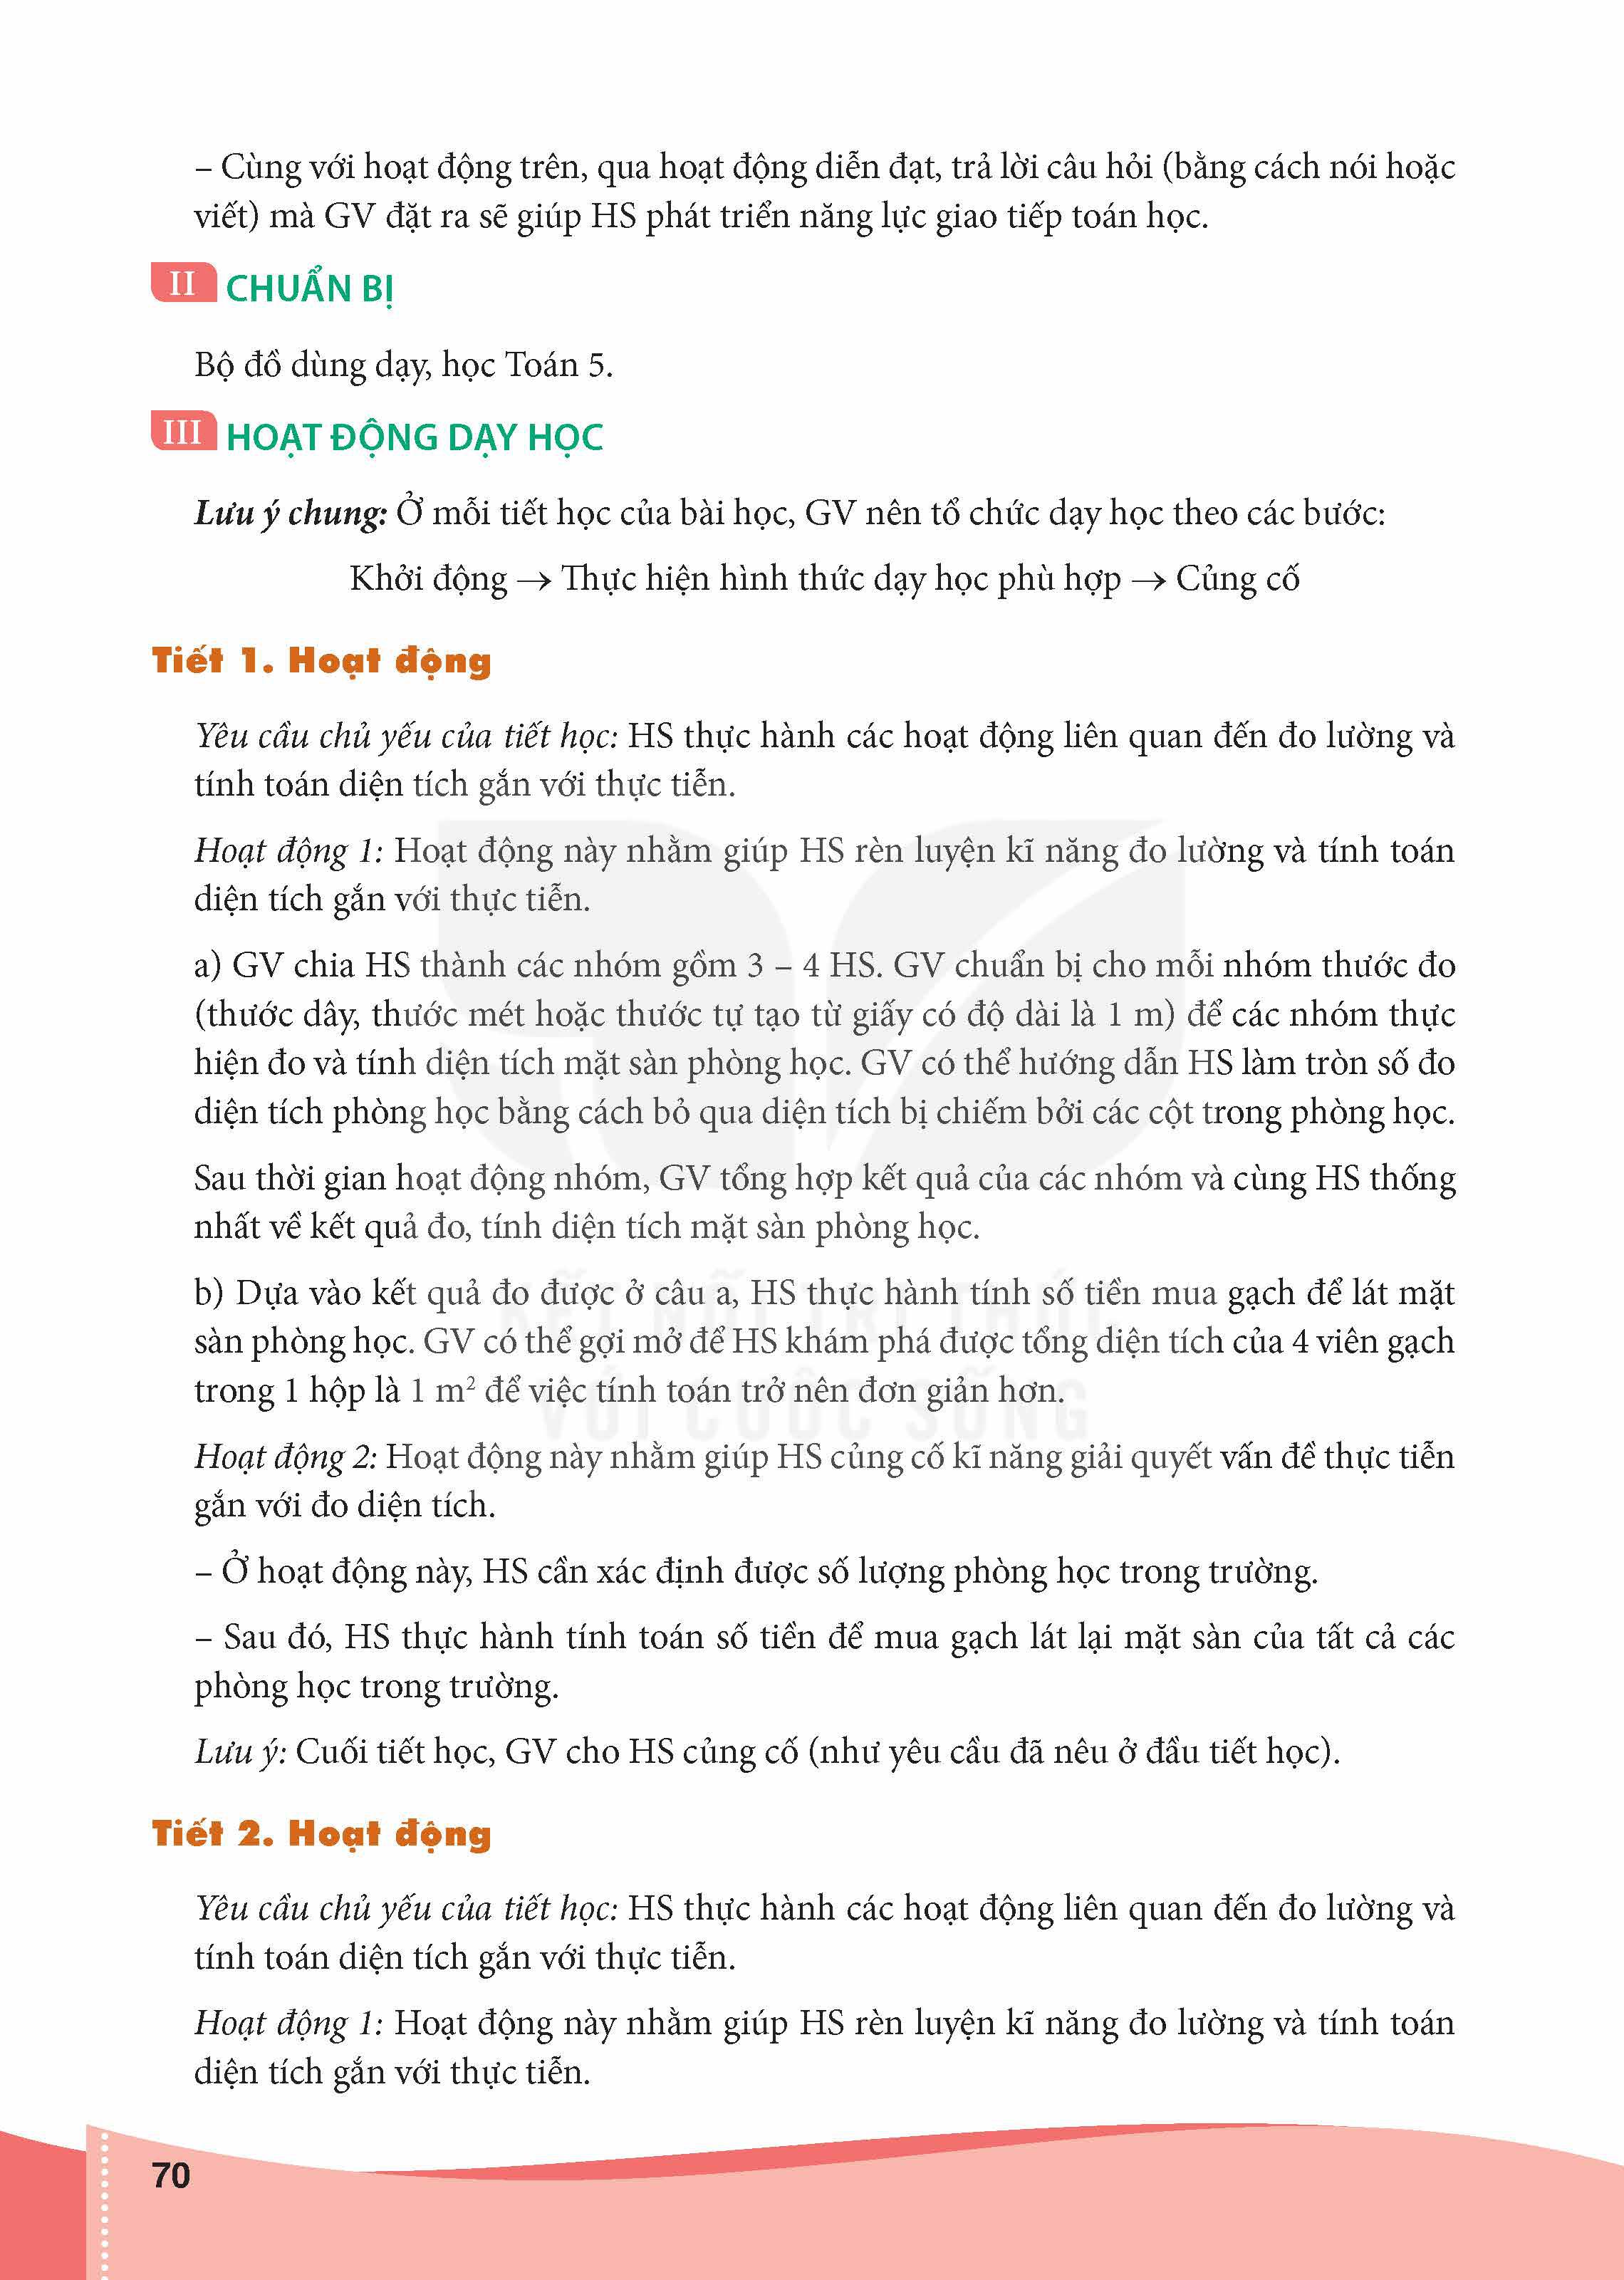 – Cùng với hoạt động trên, qua hoạt động diễn đạt, trả lời câu hỏi (bằng cách nói hoặc
viết) mà GV đặt ra sẽ giúp HS phát triển năng lực giao tiếp toán học.
II CHUẨN BỊ
Bộ đồ dùng dạy, học Toán 5.
III HOẠT ĐỘNG DẠY HỌC
Lưu ý chung: Ở mỗi tiết học của bài học, GV nên tổ chức dạy học theo các bước:
Khởi động → Thực hiện hình thức dạy học phù hợp → Củng cố
Tiết 1. Hoạt động
Yêu cầu chủ yếu của tiết học: HS thực hành các hoạt động liên quan đến đo lường và
tính toán diện tích gắn với thực tiễn.
Hoạt động 1: Hoạt động này nhằm giúp HS rèn luyện kĩ năng đo lường và tính toán
diện tích gắn với thực tiễn.
a) GV chia HS thành các nhóm gồm 3 – 4 HS. GV chuẩn bị cho mỗi nhóm thước đo
(thước dây, thước mét hoặc thước tự tạo từ giấy có độ dài là 1 m) để các nhóm thực
hiện đo và tính diện tích mặt sàn phòng học. GV có thể hướng dẫn HS làm tròn số đo
diện tích phòng học bằng cách bỏ qua diện tích bị chiếm bởi các cột trong phòng học.
Sau thời gian hoạt động nhóm, GV tổng hợp kết quả của các nhóm và cùng HS thống
nhất về kết quả đo, tính diện tích mặt sàn phòng học.
KẾT NỐI TRI THỨC
b) Dựa vào kết quả đo được ở câu a, HS thực hành tính số tiền mua gạch để lát mặt
sàn phòng học. GV có thể gợi mở để HS khám phá được tổng diện tích của 4 viên gạch
trong 1 hộp là 1 m² để việc tính toán trở nên đơn giản hơn.
VỚI CUỘC SỐNG
Hoạt động 2: Hoạt động này nhằm giúp HS củng cố kĩ năng giải quyết vấn đề thực tiễn
gắn với đo diện tích.
– Ở hoạt động này, HS cần xác định được số lượng phòng học trong trường.
– Sau đó, HS thực hành tính toán số tiền để mua gạch lát lại mặt sàn của tất cả các
phòng học trong trường.
Lưu ý: Cuối tiết học, GV cho HS củng cố (như yêu cầu đã nêu ở đầu tiết học).
Tiết 2. Hoạt động
Yêu cầu chủ yếu của tiết học: HS thực hành các hoạt động liên quan đến đo lường và
tính toán diện tích gắn với thực tiễn.
Hoạt động 1: Hoạt động này nhằm giúp HS rèn luyện kĩ năng đo lường và tính toán
diện tích gắn với thực tiễn.
70